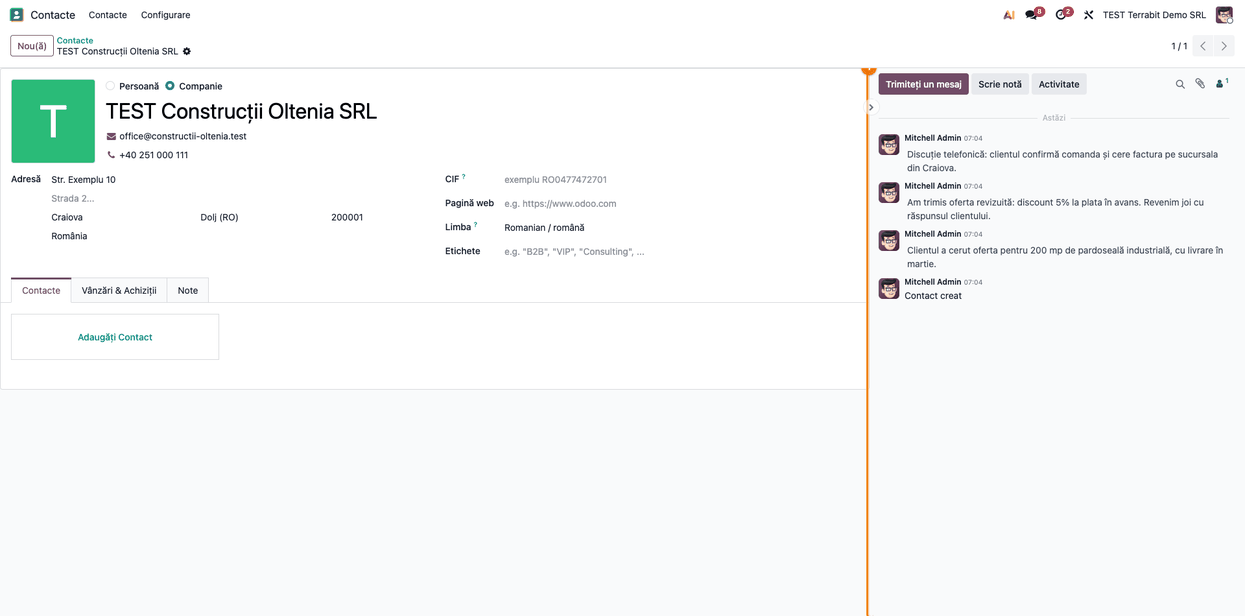 Contacte Contacte Configurare
AI 8 2 TEST Terrabit Demo SRL
Nou(ă) Contacte
TEST Construcții Oltenia SRL
1 / 1
T
Persoană Companie
TEST Construcții Oltenia SRL
office@constructii-oltenia.test
+40 251 000 111
Adresă Str. Exemplu 10
Strada 2...
Craiova Dolj (RO) 200001
România
CIF ? exemplu RO0477472701
Pagină web e.g. https://www.odoo.com
Limba ? Romanian / română
Etichete e.g. "B2B", "VIP", "Consulting", ...
Contacte Vânzări & Achiziții Note
Adaugăți Contact
Trimiteți un mesaj Scrie notă Activitate 1
Astăzi
Mitchell Admin 07:04
Discuție telefonică: clientul confirmă comanda și cere factura pe sucursala
din Craiova.
Mitchell Admin 07:04
Am trimis oferta revizuită: discount 5% la plata în avans. Revenim joi cu
răspunsul clientului.
Mitchell Admin 07:04
Clientul a cerut oferta pentru 200 mp de pardoseală industrială, cu livrare în
martie.
Mitchell Admin 07:04
Contact creat